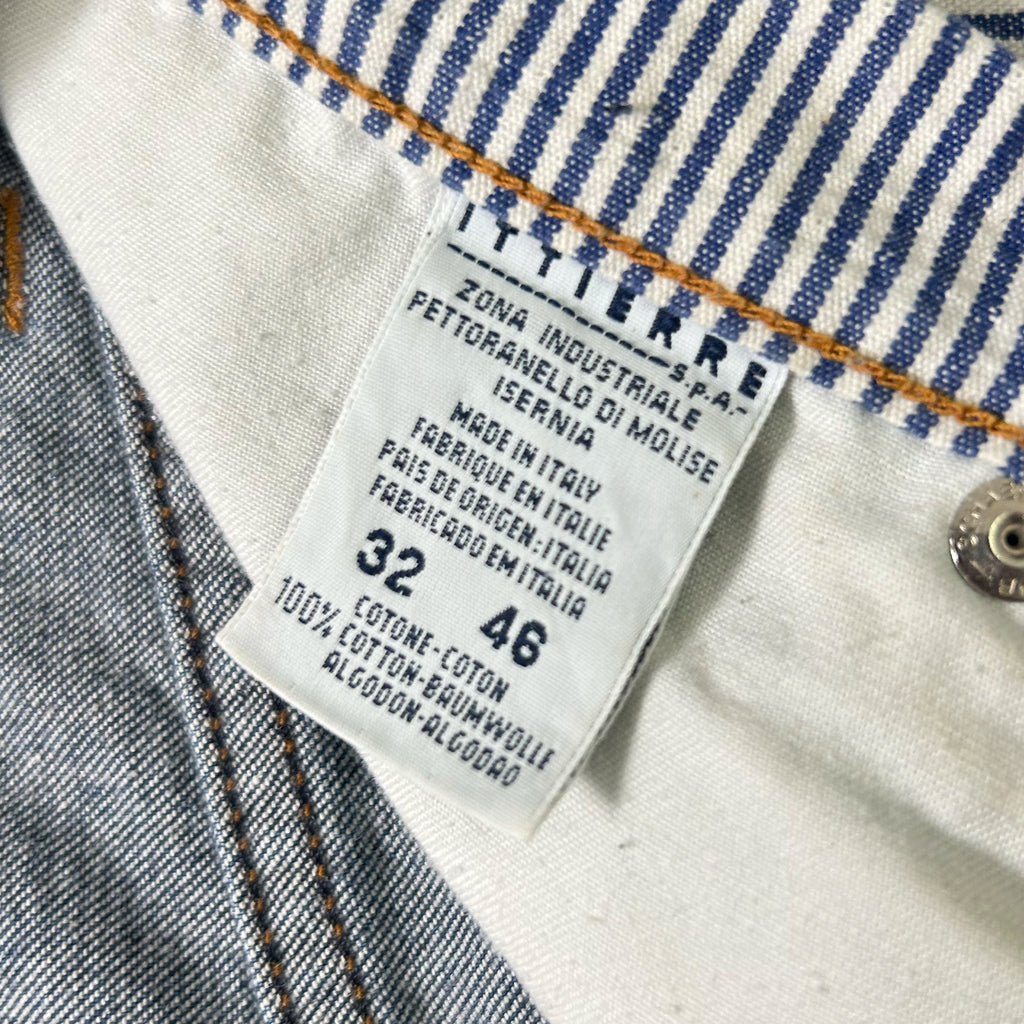 ITTIERRE
S.P.A.
ZONA INDUSTRIALE
PETTORANELLO DI MOLISE
ISERNIA
MADE IN ITALY
FABRIQUE EN ITALIE
PAIS DE ORIGEN: ITALIA
FABRICADO EM ITALIA
32 46
COTONE-COTON
100% COTTON-BAUMWOLLE
ALGODON-ALGODAO